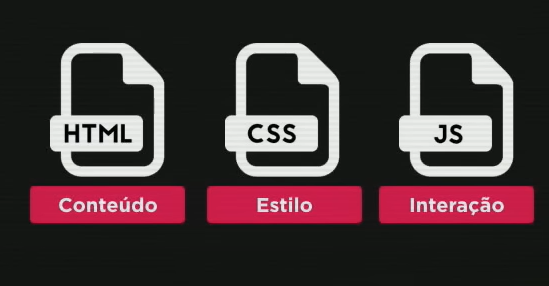 HTML
CSS
JS
Conteúdo
Estilo
Interação